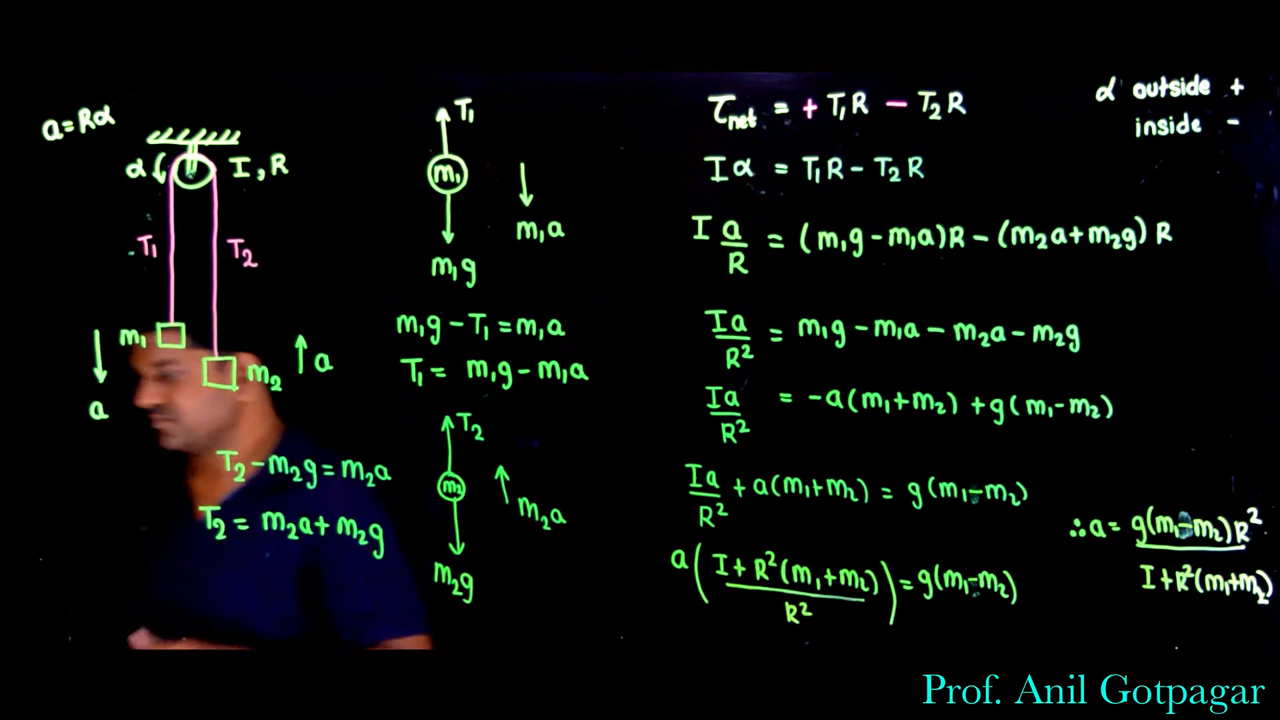 a=Rα
α I, R
T₁ T₂
m₁
m₂
a
a
T₂-m₂g=m₂a
T₂= m₂a+m₂g
T₁
m₁
m₁a
m₁g
m₁g-T₁=m₁a
T₁= m₁g-m₁a
T₂
m₂
m₂a
m₂g
τnet = + T₁R - T₂R
Iα = T₁R - T₂R
I a/R = (m₁g-m₁a)R-(m₂a+m₂g)R
Ia/R² = m₁g-m₁a-m₂a-m₂g
Ia/R² = -a(m₁+m₂)+g(m₁-m₂)
Ia/R² + a(m₁+m₂) = g(m₁-m₂)
a(I+R²(m₁+m₂)/R²)=g(m₁-m₂)
α outside +
inside -
∴a= g(m₁-m₂)R²/I+R²(m₁+m₂)
Prof. Anil Gotpagar